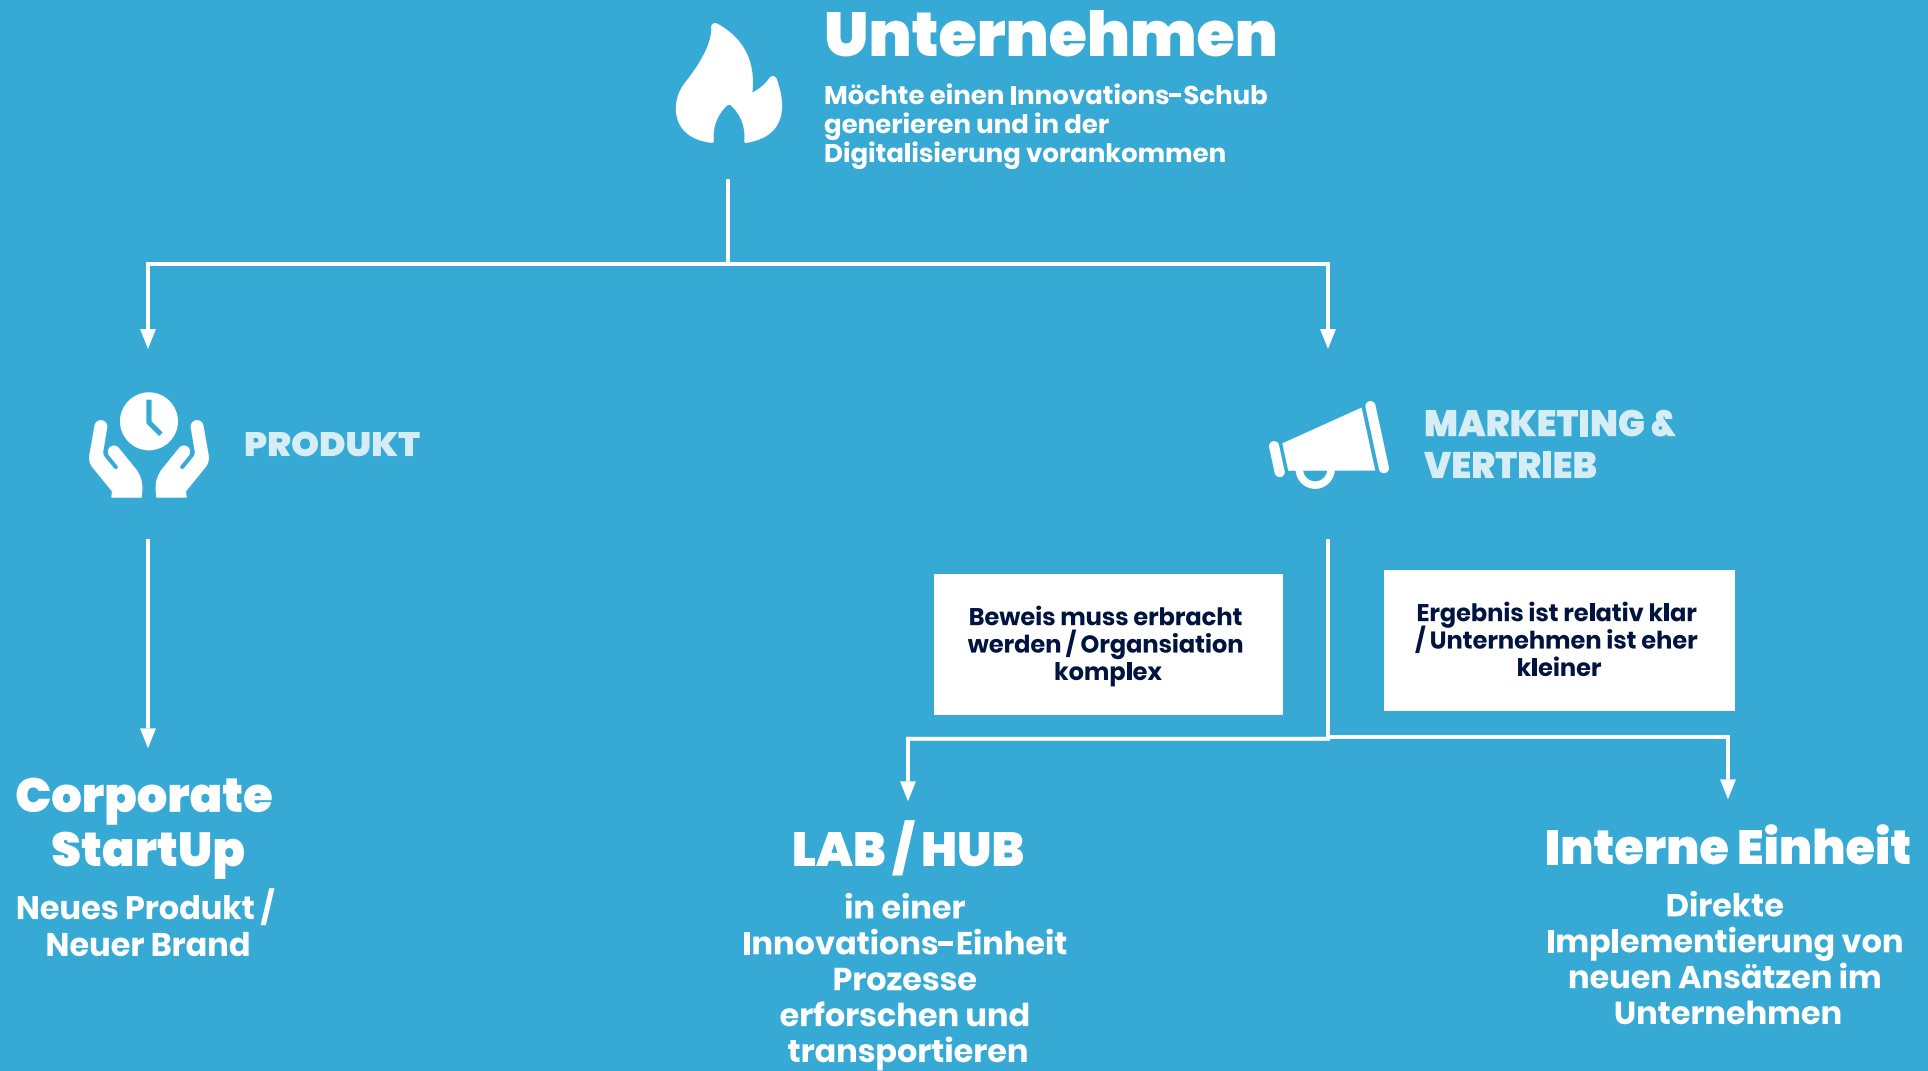 Unternehmen
Möchte einen Innovations-Schub
generieren und in der
Digitalisierung vorankommen
PRODUKT
MARKETING &
VERTRIEB
Beweis muss erbracht
werden / Organsiation
komplex
Ergebnis ist relativ klar
/ Unternehmen ist eher
kleiner
Corporate
StartUp
Neues Produkt /
Neuer Brand
LAB / HUB
in einer
Innovations-Einheit
Prozesse
erforschen und
transportieren
Interne Einheit
Direkte
Implementierung von
neuen Ansätzen im
Unternehmen